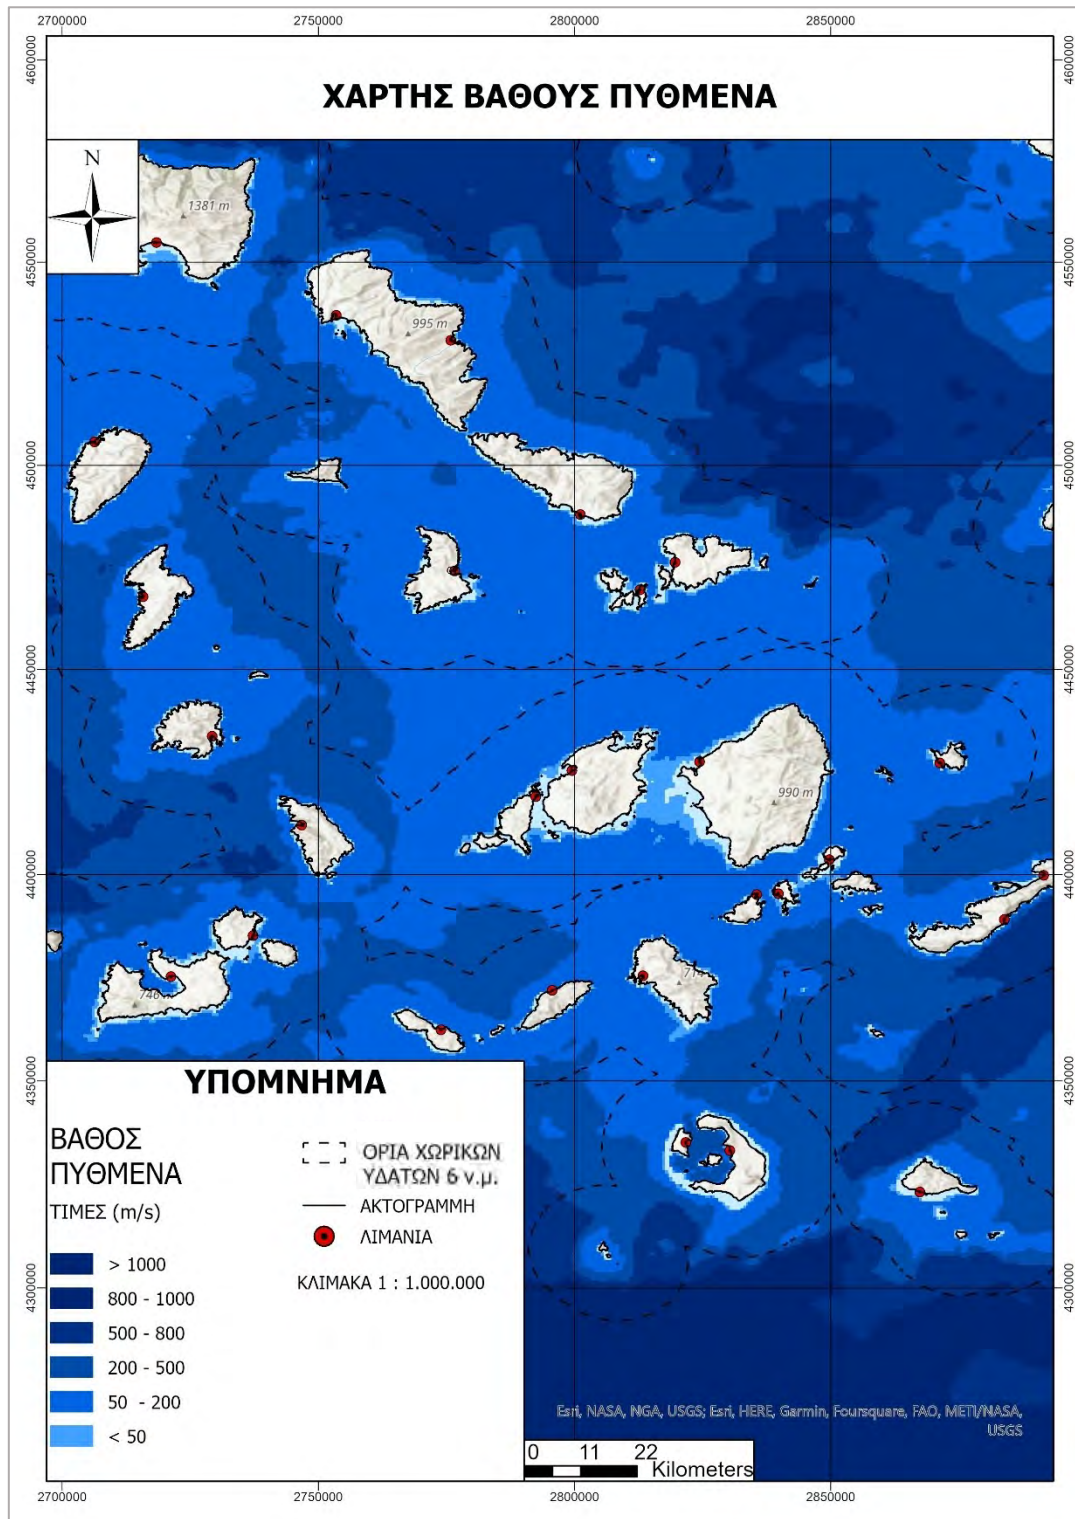 2700000 2750000 2800000 2850000
4600000 4600000
ΧΑΡΤΗΣ ΒΑΘΟΥΣ ΠΥΘΜΕΝΑ
N
1381 m
4550000 4550000
995 m
4500000 4500000
4450000 4450000
990 m
4400000 4400000
746 m
4350000 4350000
ΥΠΟΜΝΗΜΑ
ΒΑΘΟΣ
ΠΥΘΜΕΝΑ
ΤΙΜΕΣ (m/s)
> 1000
800 - 1000
500 - 800
200 - 500
50 - 200
< 50
ΟΡΙΑ ΧΩΡΙΚΩΝ
ΥΔΑΤΩΝ 6 ν.μ.
ΑΚΤΟΓΡΑΜΜΗ
ΛΙΜΑΝΙΑ
ΚΛΙΜΑΚΑ 1 : 1.000.000
4300000 4300000
Esri, NASA, NGA, USGS; Esri, HERE, Garmin, Foursquare, FAO, METI/NASA,
USGS
0 11 22
Kilometers
2700000 2750000 2800000 2850000